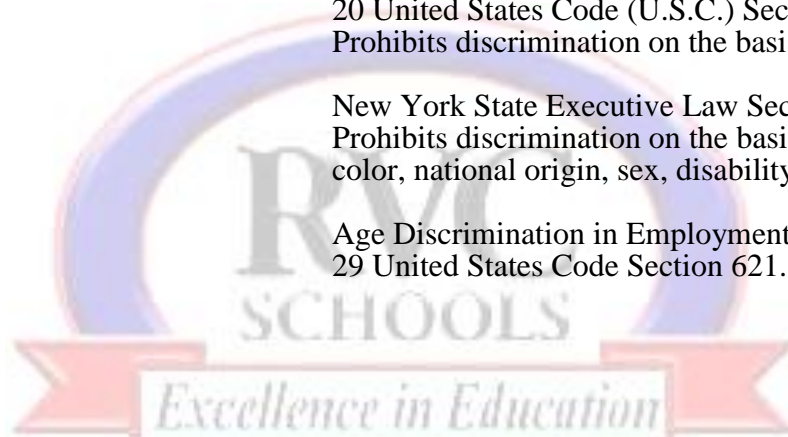 20 United States Code (U.S.C.) Sec
Prohibits discrimination on the basi
New York State Executive Law Sec
Prohibits discrimination on the basi
color, national origin, sex, disability
Age Discrimination in Employment
29 United States Code Section 621.
RVC
SCHOOLS
Excellence in Education